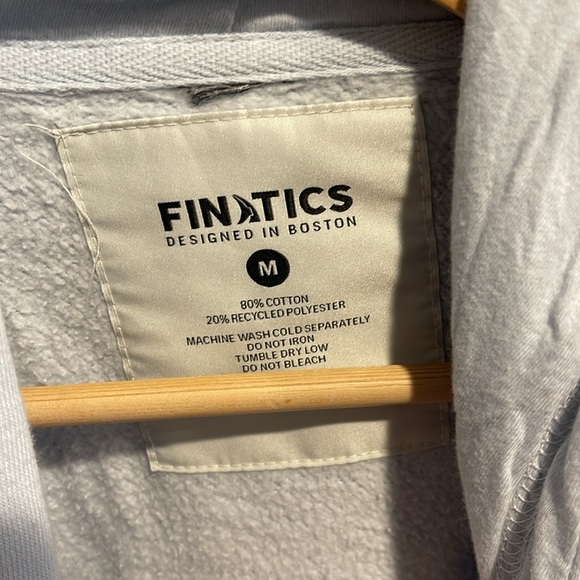 FINATICS
DESIGNED IN BOSTON
M
80% COTTON
20% RECYCLED POLYESTER
MACHINE WASH COLD SEPARATELY
DO NOT IRON
TUMBLE DRY LOW
DO NOT BLEACH